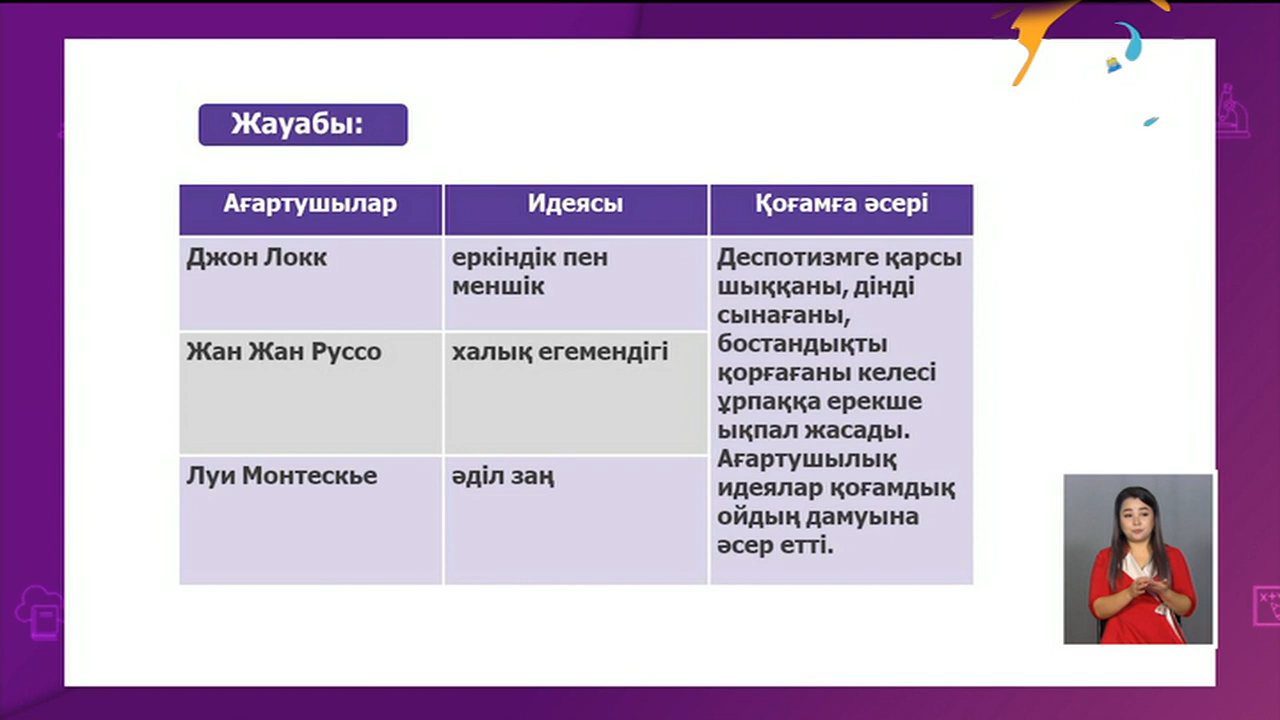 Жауабы:
Ағартушылар
Идеясы
Қоғамға әсері
Джон Локк
еркіндік пен
меншік
Жан Жан Руссо
халық егемендігі
Луи Монтескье
әділ заң
Деспотизмге қарсы
шыққаны, дінді
сынағаны,
бостандықты
қорғағаны келесі
ұрпаққа ерекше
ықпал жасады.
Ағартушылық
идеялар қоғамдық
ойдың дамуына
әсер етті.